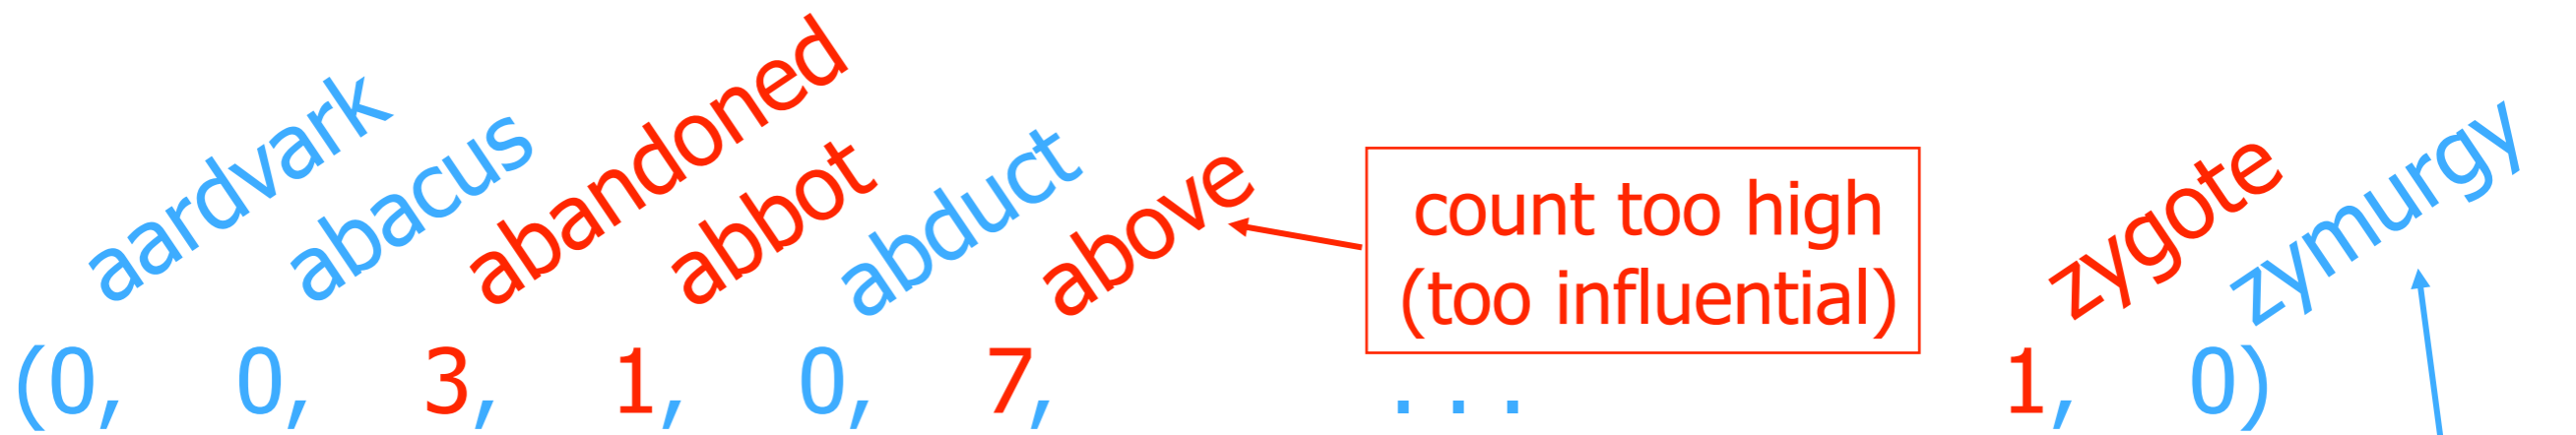 aardvark
abacus
abandoned
abbot
abduct
above
count too high
(too influential)
zygote
zymurgy
(0, 0, 3, 1, 0, 7, . . . 1, 0)